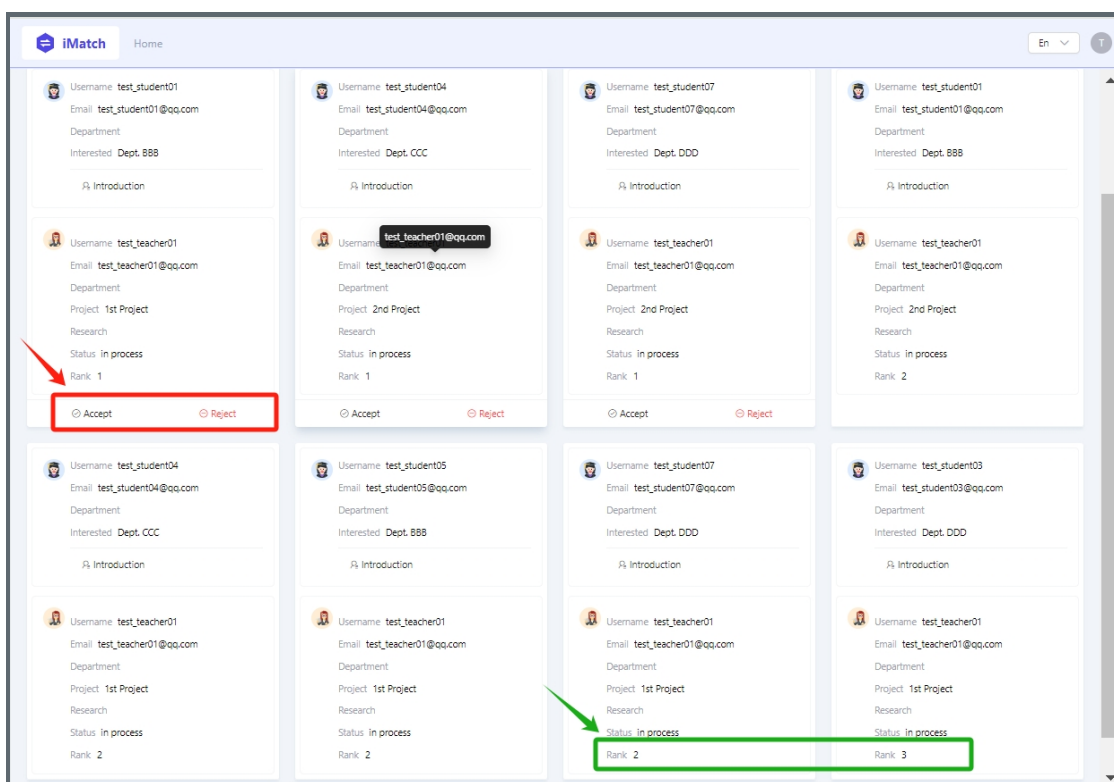 iMatch Home En T
Username test_student01
Email test_student01@qq.com
Department
Interested Dept. BBB
Introduction
Username test_teacher01
Email test_teacher01@qq.com
Department
Project 1st Project
Research
Status in process
Rank 1
Accept Reject
Username test_student04
Email test_student04@qq.com
Department
Interested Dept. CCC
Introduction
test_teacher01@qq.com
Username
Email test_teacher01@qq.com
Department
Project 2nd Project
Research
Status in process
Rank 1
Accept Reject
Username test_student07
Email test_student07@qq.com
Department
Interested Dept. DDD
Introduction
Username test_teacher01
Email test_teacher01@qq.com
Department
Project 2nd Project
Research
Status in process
Rank 1
Accept Reject
Username test_student01
Email test_student01@qq.com
Department
Interested Dept. BBB
Introduction
Username test_teacher01
Email test_teacher01@qq.com
Department
Project 2nd Project
Research
Status in process
Rank 2
Username test_student04
Email test_student04@qq.com
Department
Interested Dept. CCC
Introduction
Username test_teacher01
Email test_teacher01@qq.com
Department
Project 1st Project
Research
Status in process
Rank 2
Username test_student05
Email test_student05@qq.com
Department
Interested Dept. BBB
Introduction
Username test_teacher01
Email test_teacher01@qq.com
Department
Project 1st Project
Research
Status in process
Rank 2
Username test_student07
Email test_student07@qq.com
Department
Interested Dept. DDD
Introduction
Username test_teacher01
Email test_teacher01@qq.com
Department
Project 1st Project
Research
Status in process
Rank 2
Username test_student03
Email test_student03@qq.com
Department
Interested Dept. DDD
Introduction
Username test_teacher01
Email test_teacher01@qq.com
Department
Project 1st Project
Research
Status in process
Rank 3